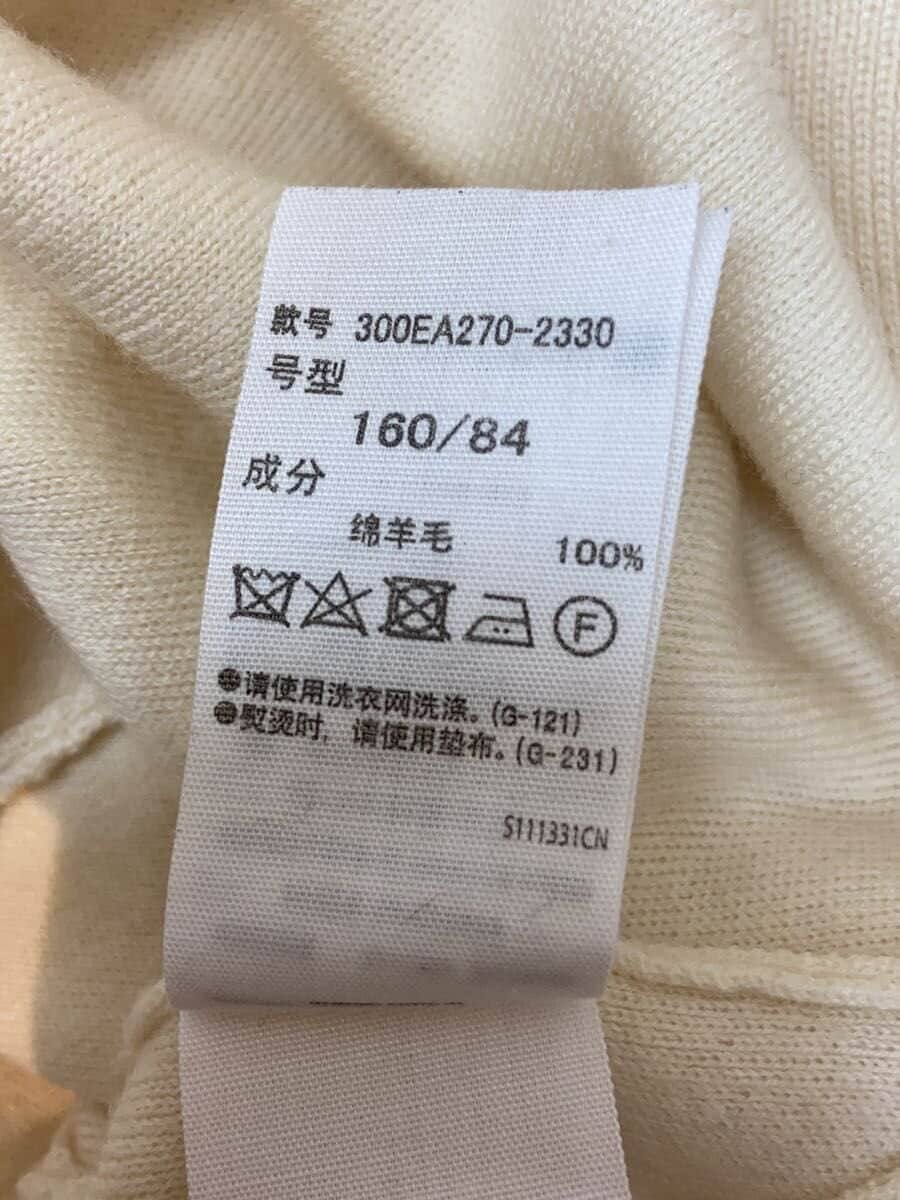 款号 300EA270-2330
号型
160/84
成分
绵羊毛 100%
F
●请使用洗衣网洗涤。(G-121)
●熨烫时，请使用垫布。(G-231)
S111331CN